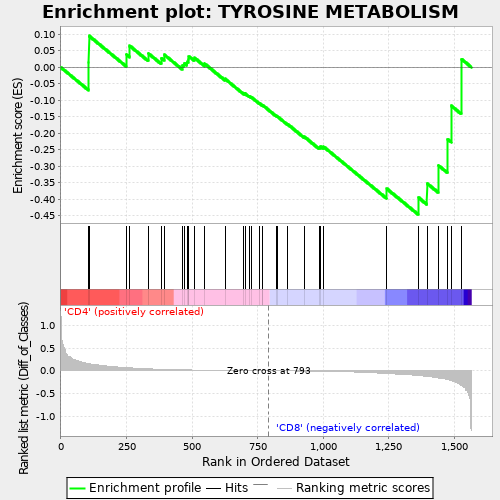 Enrichment plot: TYROSINE METABOLISM
Enrichment score (ES)
0.10
0.05
0.00
-0.05
-0.10
-0.15
-0.20
-0.25
-0.30
-0.35
-0.40
-0.45
'CD4' (positively correlated)
Ranked list metric (Diff_of_Classes)
1.0
0.5
0.0
-0.5
-1.0
Zero cross at 793
'CD8' (negatively correlated)
0 250 500 750 1,000 1,250 1,500
Rank in Ordered Dataset
Enrichment profile Hits Ranking metric scores